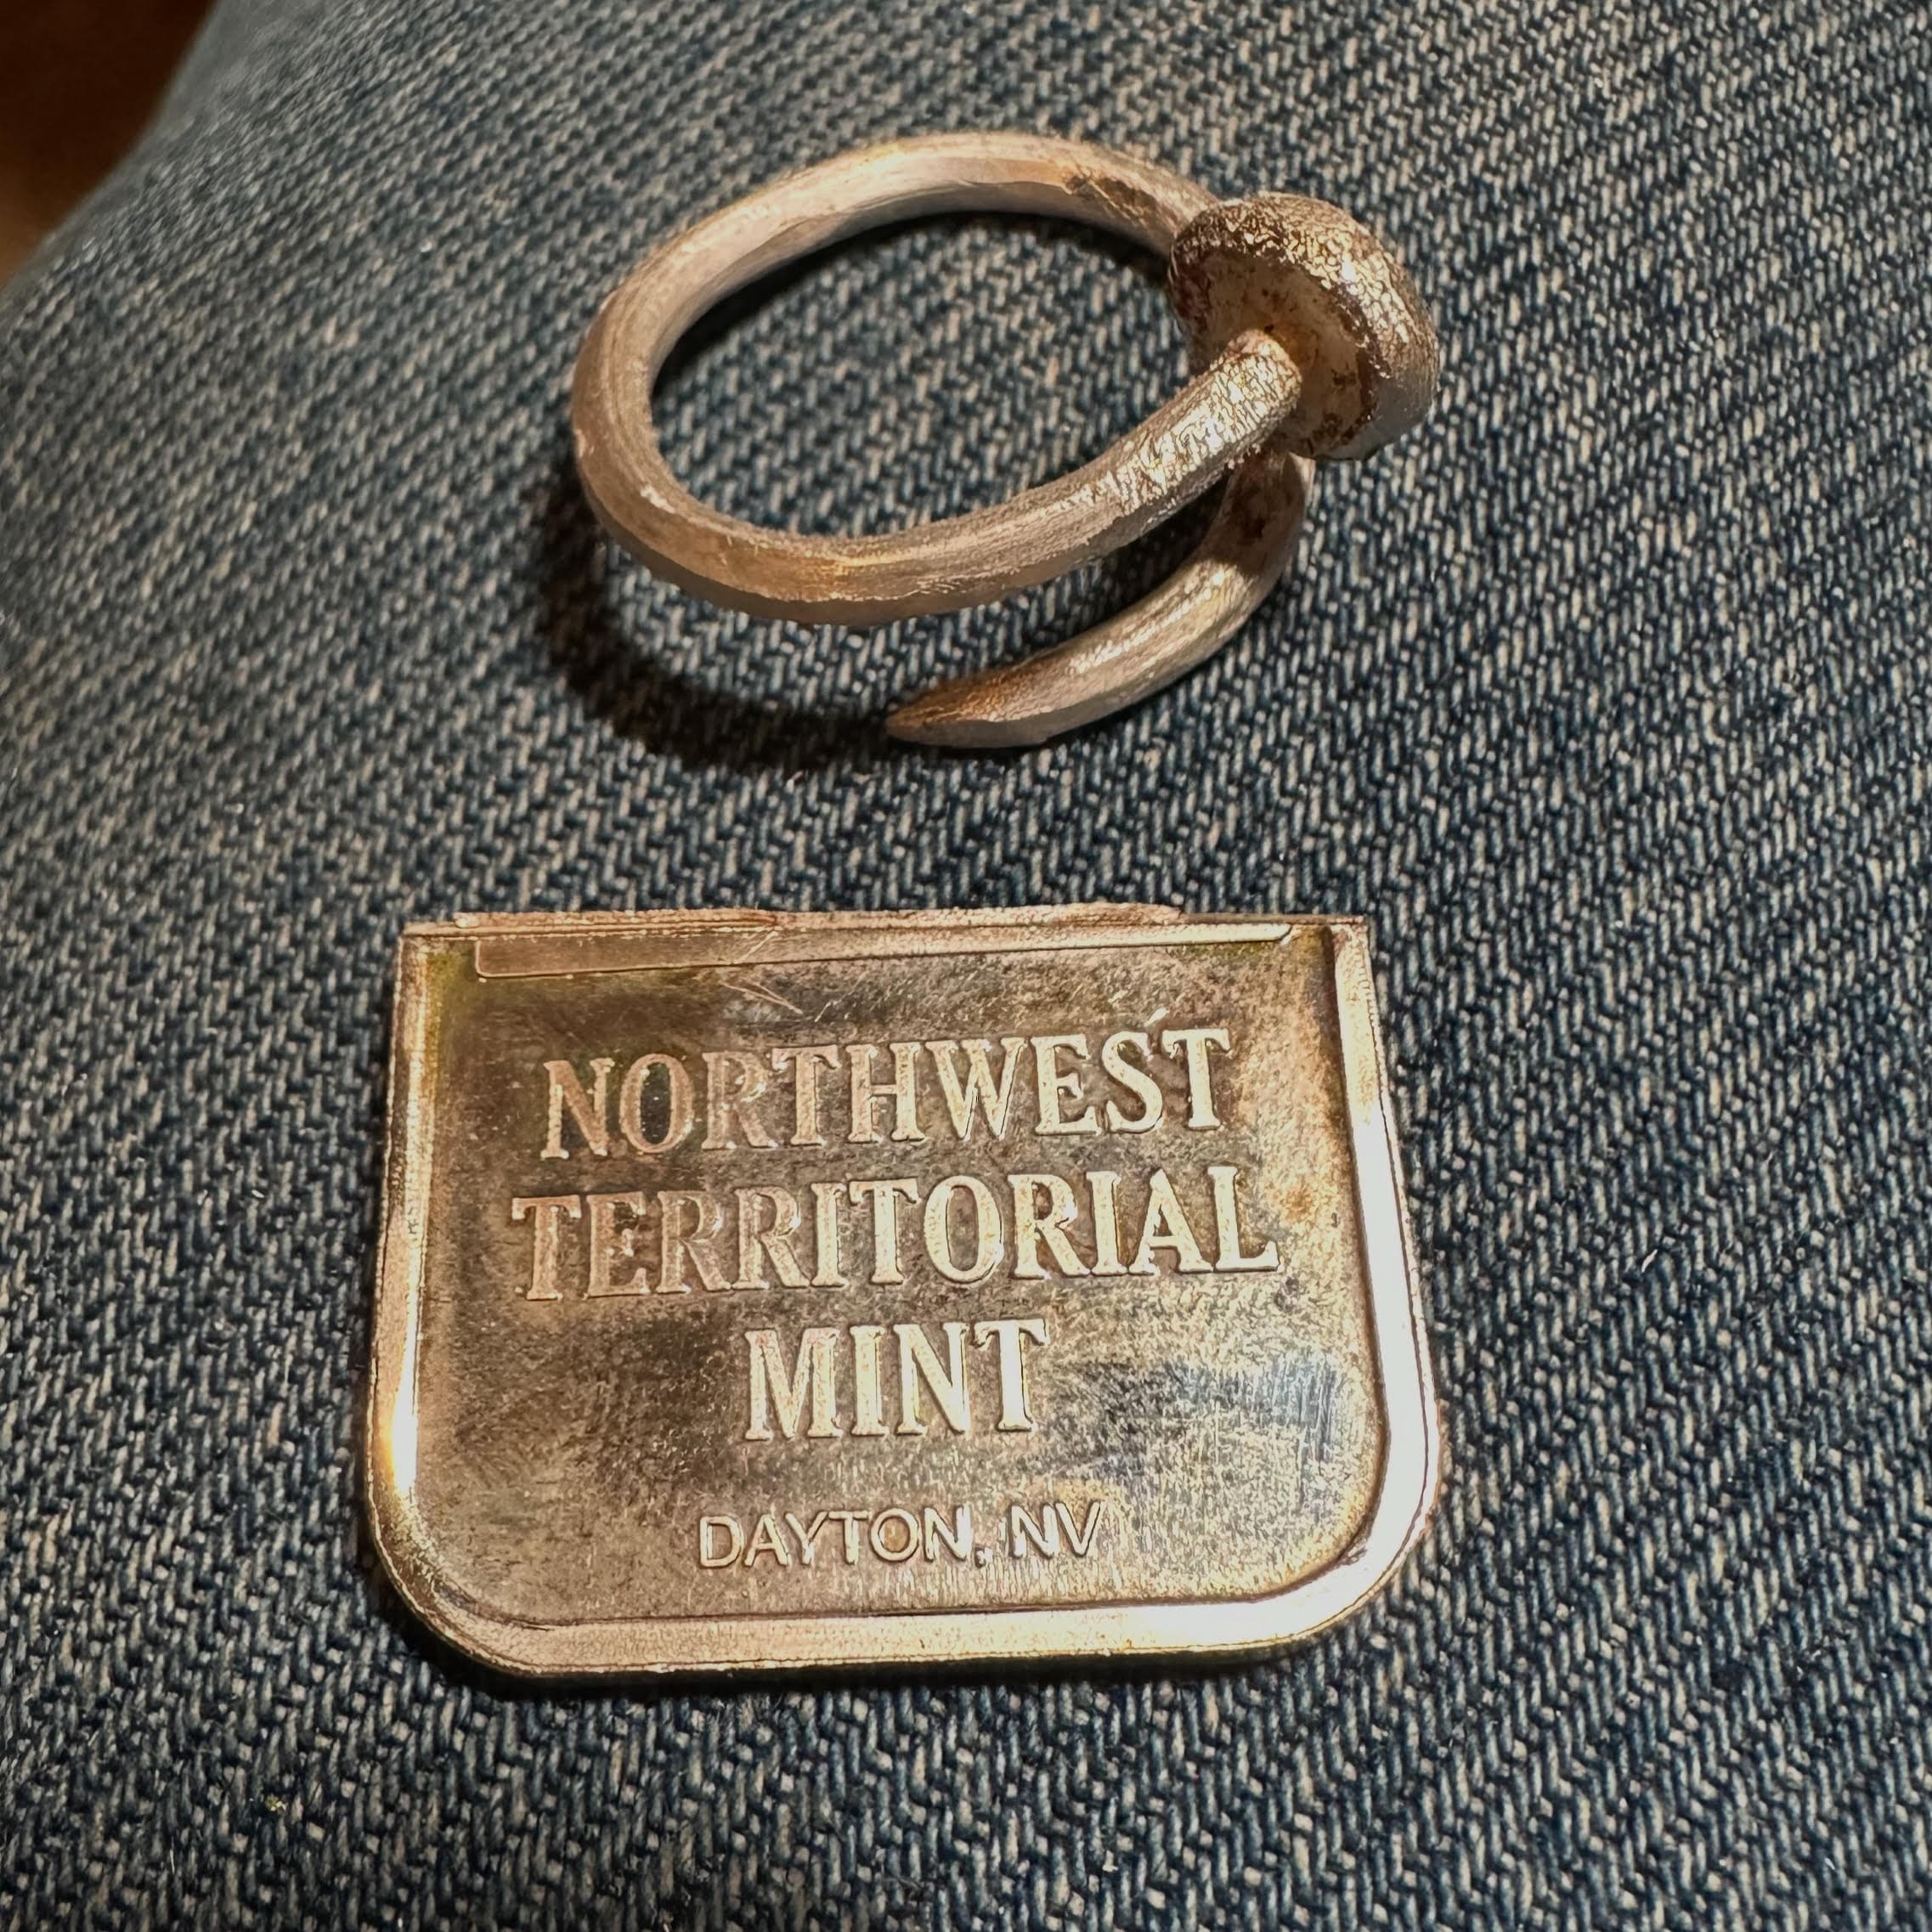 NORTHWEST
TERRITORIAL
MINT
DAYTON, NV